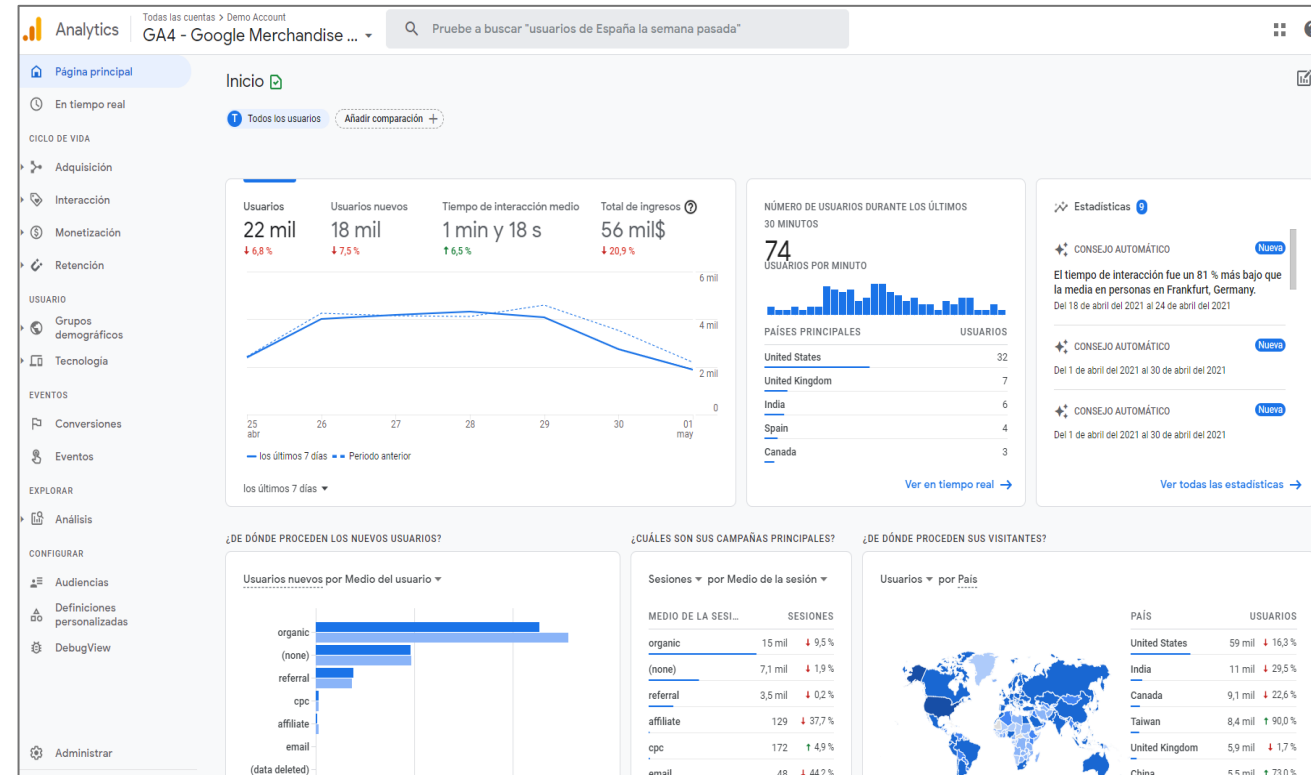 Analytics
Todas las cuentas > Demo Account
GA4 - Google Merchandise ...
Pruebe a buscar "usuarios de España la semana pasada"
Página principal
En tiempo real
CICLO DE VIDA
Adquisición
Interacción
Monetización
Retención
USUARIO
Grupos
demográficos
Tecnología
EVENTOS
Conversiones
Eventos
EXPLORAR
Análisis
CONFIGURAR
Audiencias
Definiciones
personalizadas
DebugView
Administrar
Inicio
T Todos los usuarios
Añadir comparación +
Usuarios
22 mil
6,8 %
Usuarios nuevos
18 mil
7,5 %
Tiempo de interacción medio
1 min y 18 s
6,5 %
Total de ingresos
56 mil$
20,9 %
6 mil
4 mil
2 mil
0
25 26 27 28 29 30 01
abr may
los últimos 7 días Periodo anterior
los últimos 7 días
NÚMERO DE USUARIOS DURANTE LOS ÚLTIMOS
30 MINUTOS
74
USUARIOS POR MINUTO
PAÍSES PRINCIPALES USUARIOS
United States 32
United Kingdom 7
India 6
Spain 4
Canada 3
Ver en tiempo real
Estadísticas 9
CONSEJO AUTOMÁTICO Nueva
El tiempo de interacción fue un 81 % más bajo que
la media en personas en Frankfurt, Germany.
Del 18 de abril del 2021 al 24 de abril del 2021
CONSEJO AUTOMÁTICO Nueva
Del 1 de abril del 2021 al 30 de abril del 2021
CONSEJO AUTOMÁTICO Nueva
Del 1 de abril del 2021 al 30 de abril del 2021
Ver todas las estadísticas
¿DE DÓNDE PROCEDEN LOS NUEVOS USUARIOS?
Usuarios nuevos por Medio del usuario
organic
(none)
referral
cpc
affiliate
email
(data deleted)
¿CUÁLES SON SUS CAMPAÑAS PRINCIPALES?
Sesiones por Medio de la sesión
MEDIO DE LA SESI... SESIONES
organic 15 mil 9,5 %
(none) 7,1 mil 1,9 %
referral 3,5 mil 0,2 %
affiliate 129 37,7 %
cpc 172 4,9 %
email 48 44,2 %
¿DE DÓNDE PROCEDEN SUS VISITANTES?
Usuarios por País
PAÍS USUARIOS
United States 59 mil 16,3 %
India 11 mil 29,5 %
Canada 9,1 mil 22,6 %
Taiwan 8,4 mil 90,0 %
United Kingdom 5,9 mil 1,7 %
China 5,5 mil 73,0 %